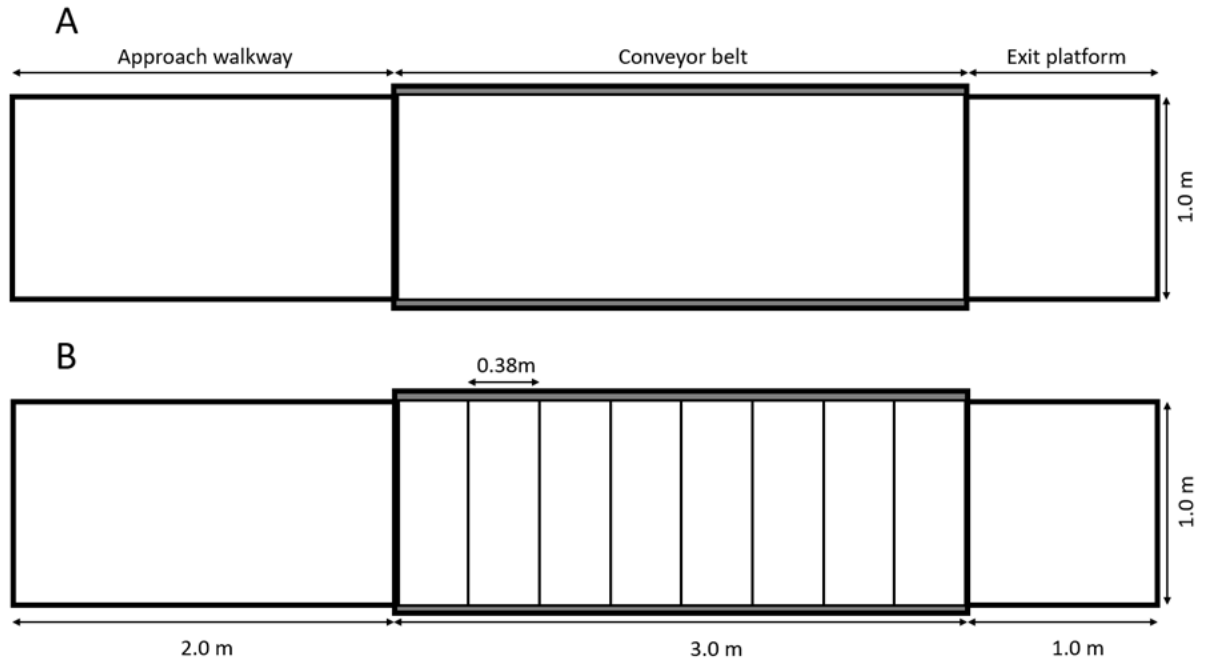 A
Approach walkway
Conveyor belt
Exit platform
1.0 m
B
0.38m
1.0 m
2.0 m
3.0 m
1.0 m